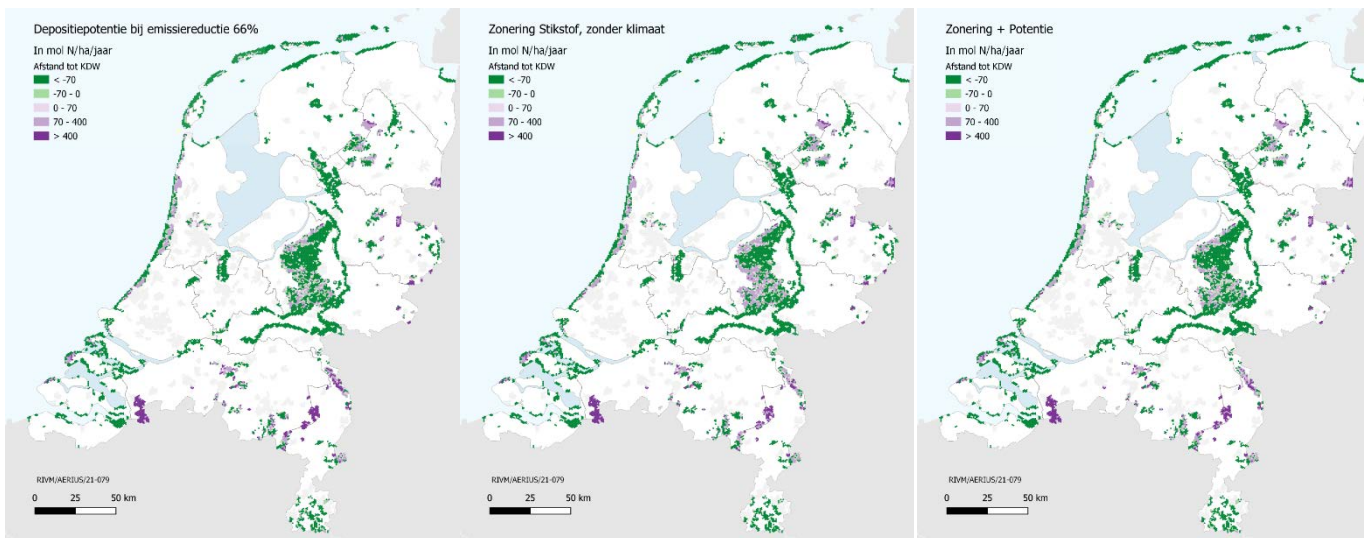 Depositiepotentie bij emissiereductie 66%
In mol N/ha/jaar
Afstand tot KDW
< -70
-70 - 0
0 - 70
70 - 400
> 400
RIVM/AERIUS/21-079
0 25 50 km
Zonering Stikstof, zonder klimaat
In mol N/ha/jaar
Afstand tot KDW
< -70
-70 - 0
0 - 70
70 - 400
> 400
RIVM/AERIUS/21-079
0 25 50 km
Zonering + Potentie
In mol N/ha/jaar
Afstand tot KDW
< -70
-70 - 0
0 - 70
70 - 400
> 400
RIVM/AERIUS/21-079
0 25 50 km